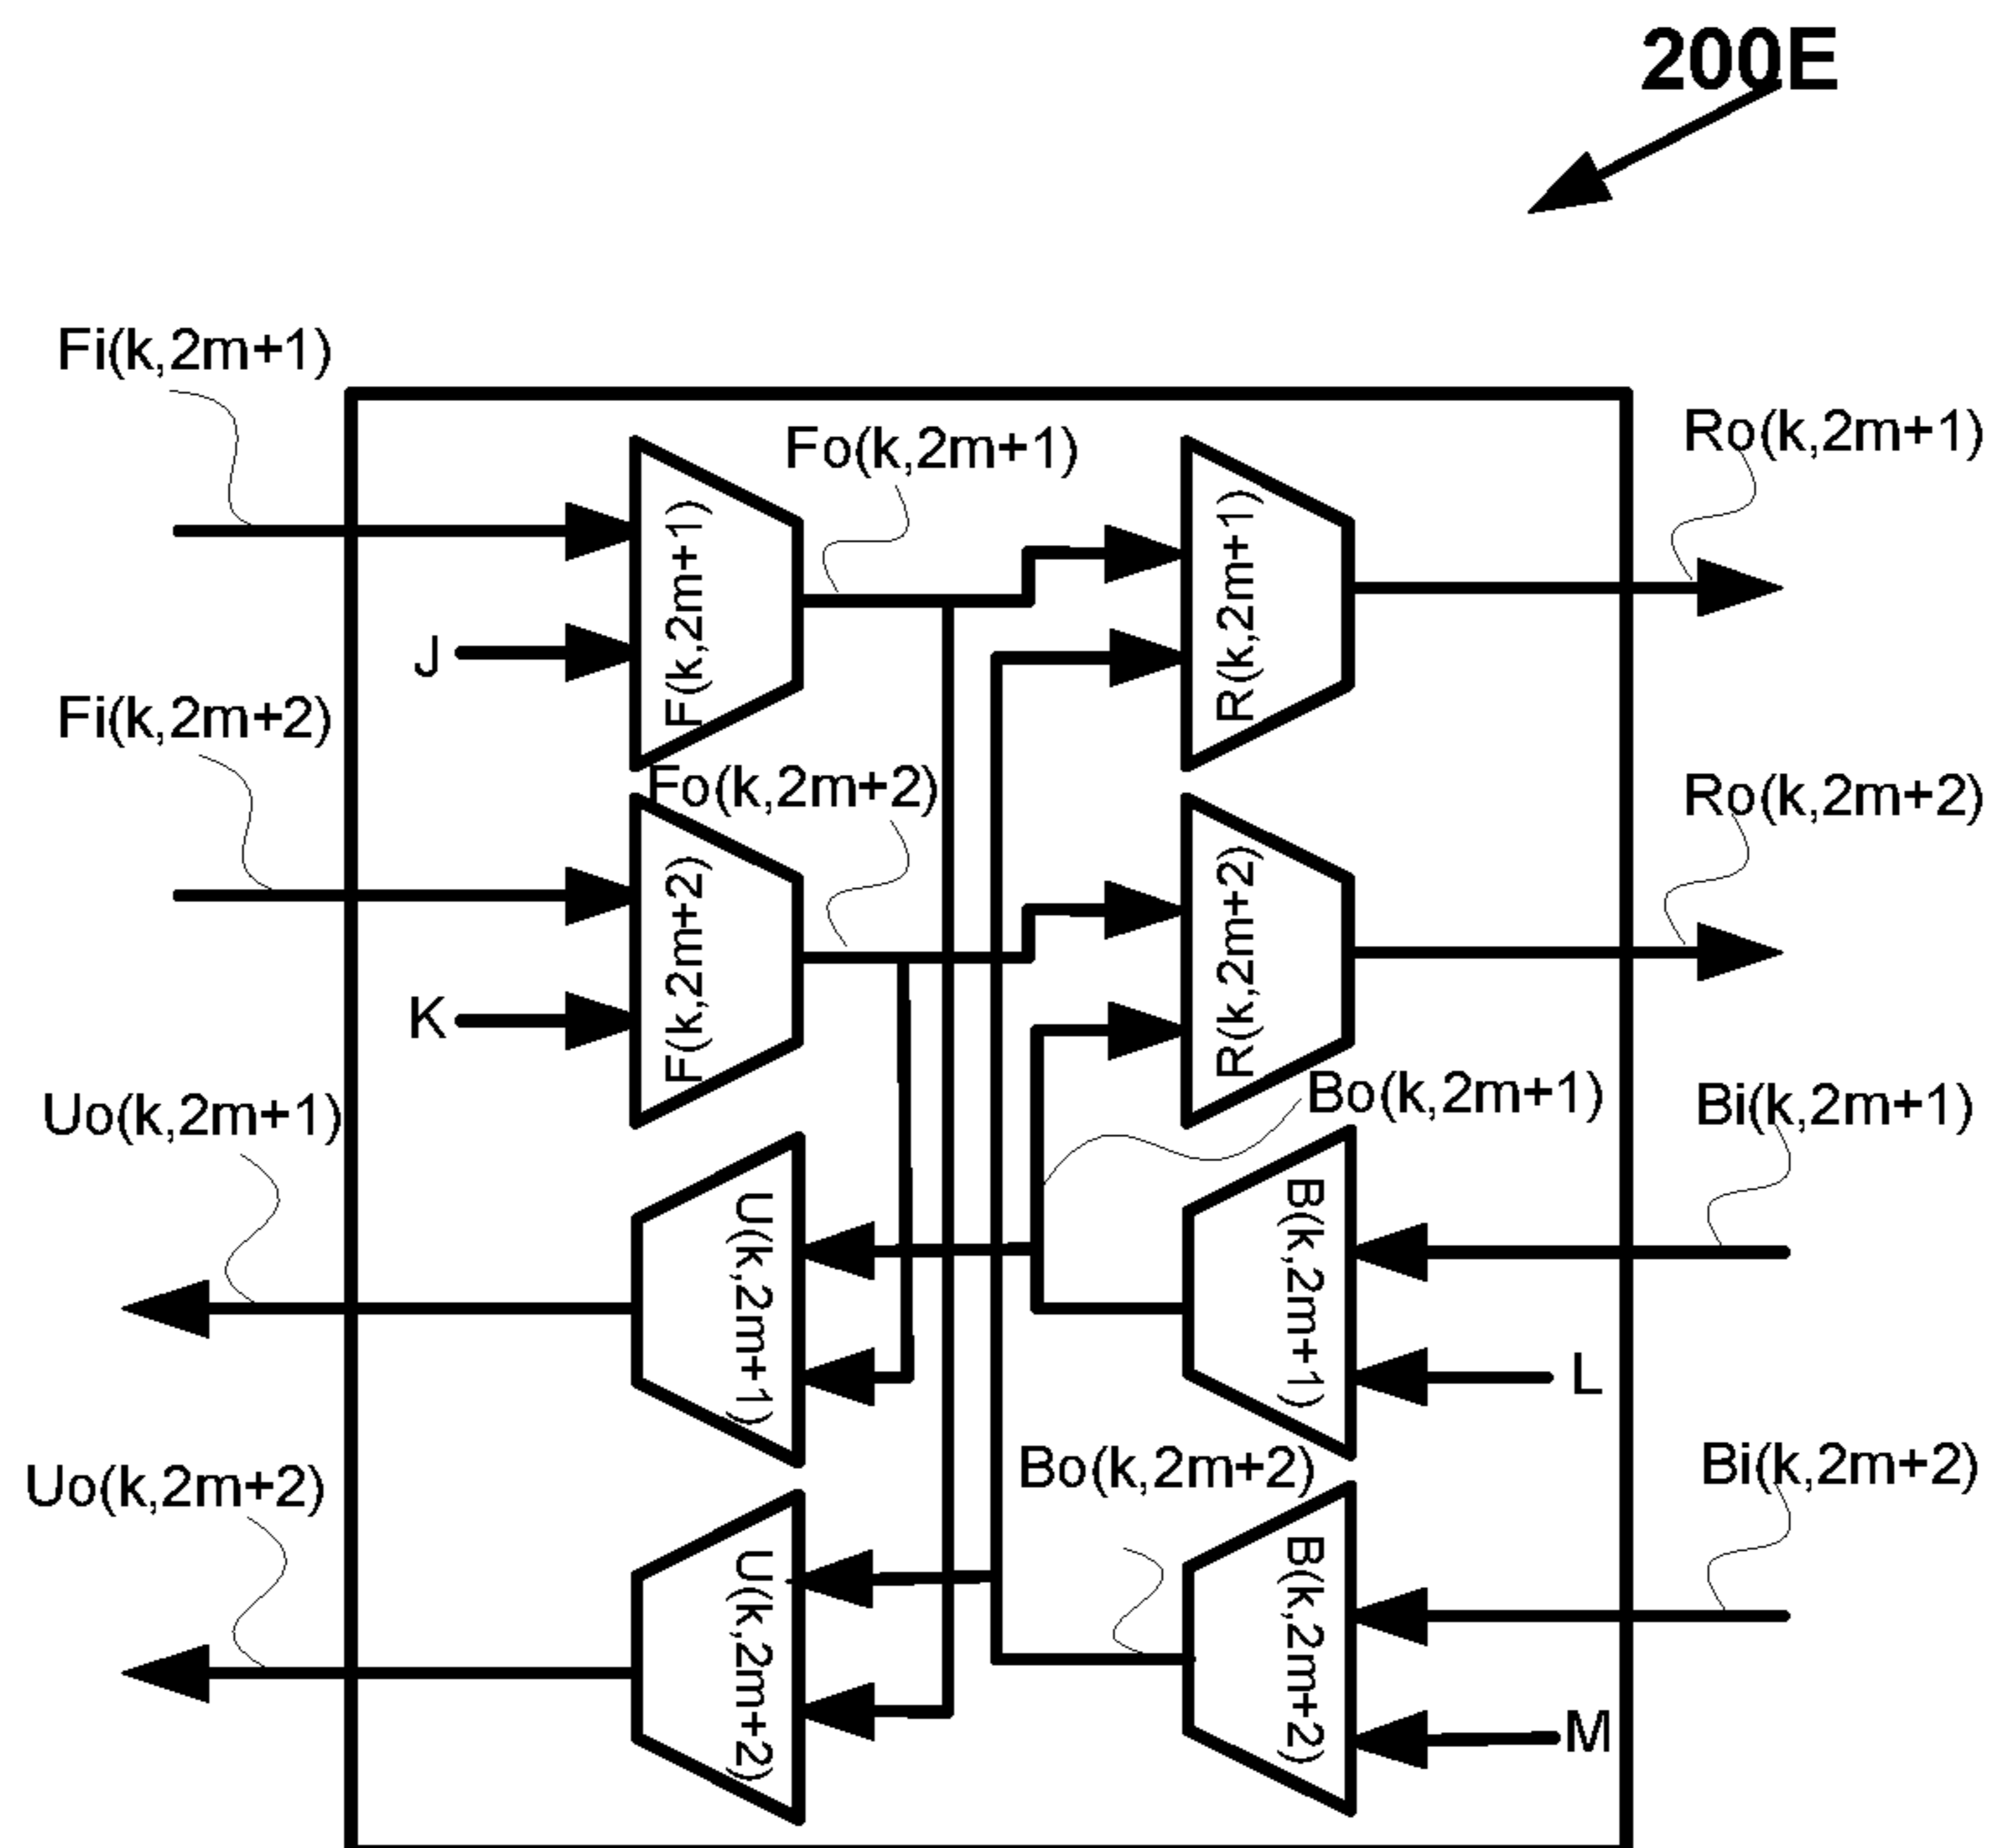 200E
Fi(k,2m+1)
Ro(k,2m+1)
Fo(k,2m+1)
F(k,2m+1)
R(k,2m+1)
J
Fi(k,2m+2)
Fo(k,2m+2)
Ro(k,2m+2)
F(k,2m+2)
R(k,2m+2)
K
Uo(k,2m+1)
Bo(k,2m+1)
Bi(k,2m+1)
U(k,2m+1)
B(k,2m+1)
L
Uo(k,2m+2)
Bo(k,2m+2)
Bi(k,2m+2)
U(k,2m+2)
B(k,2m+2)
M